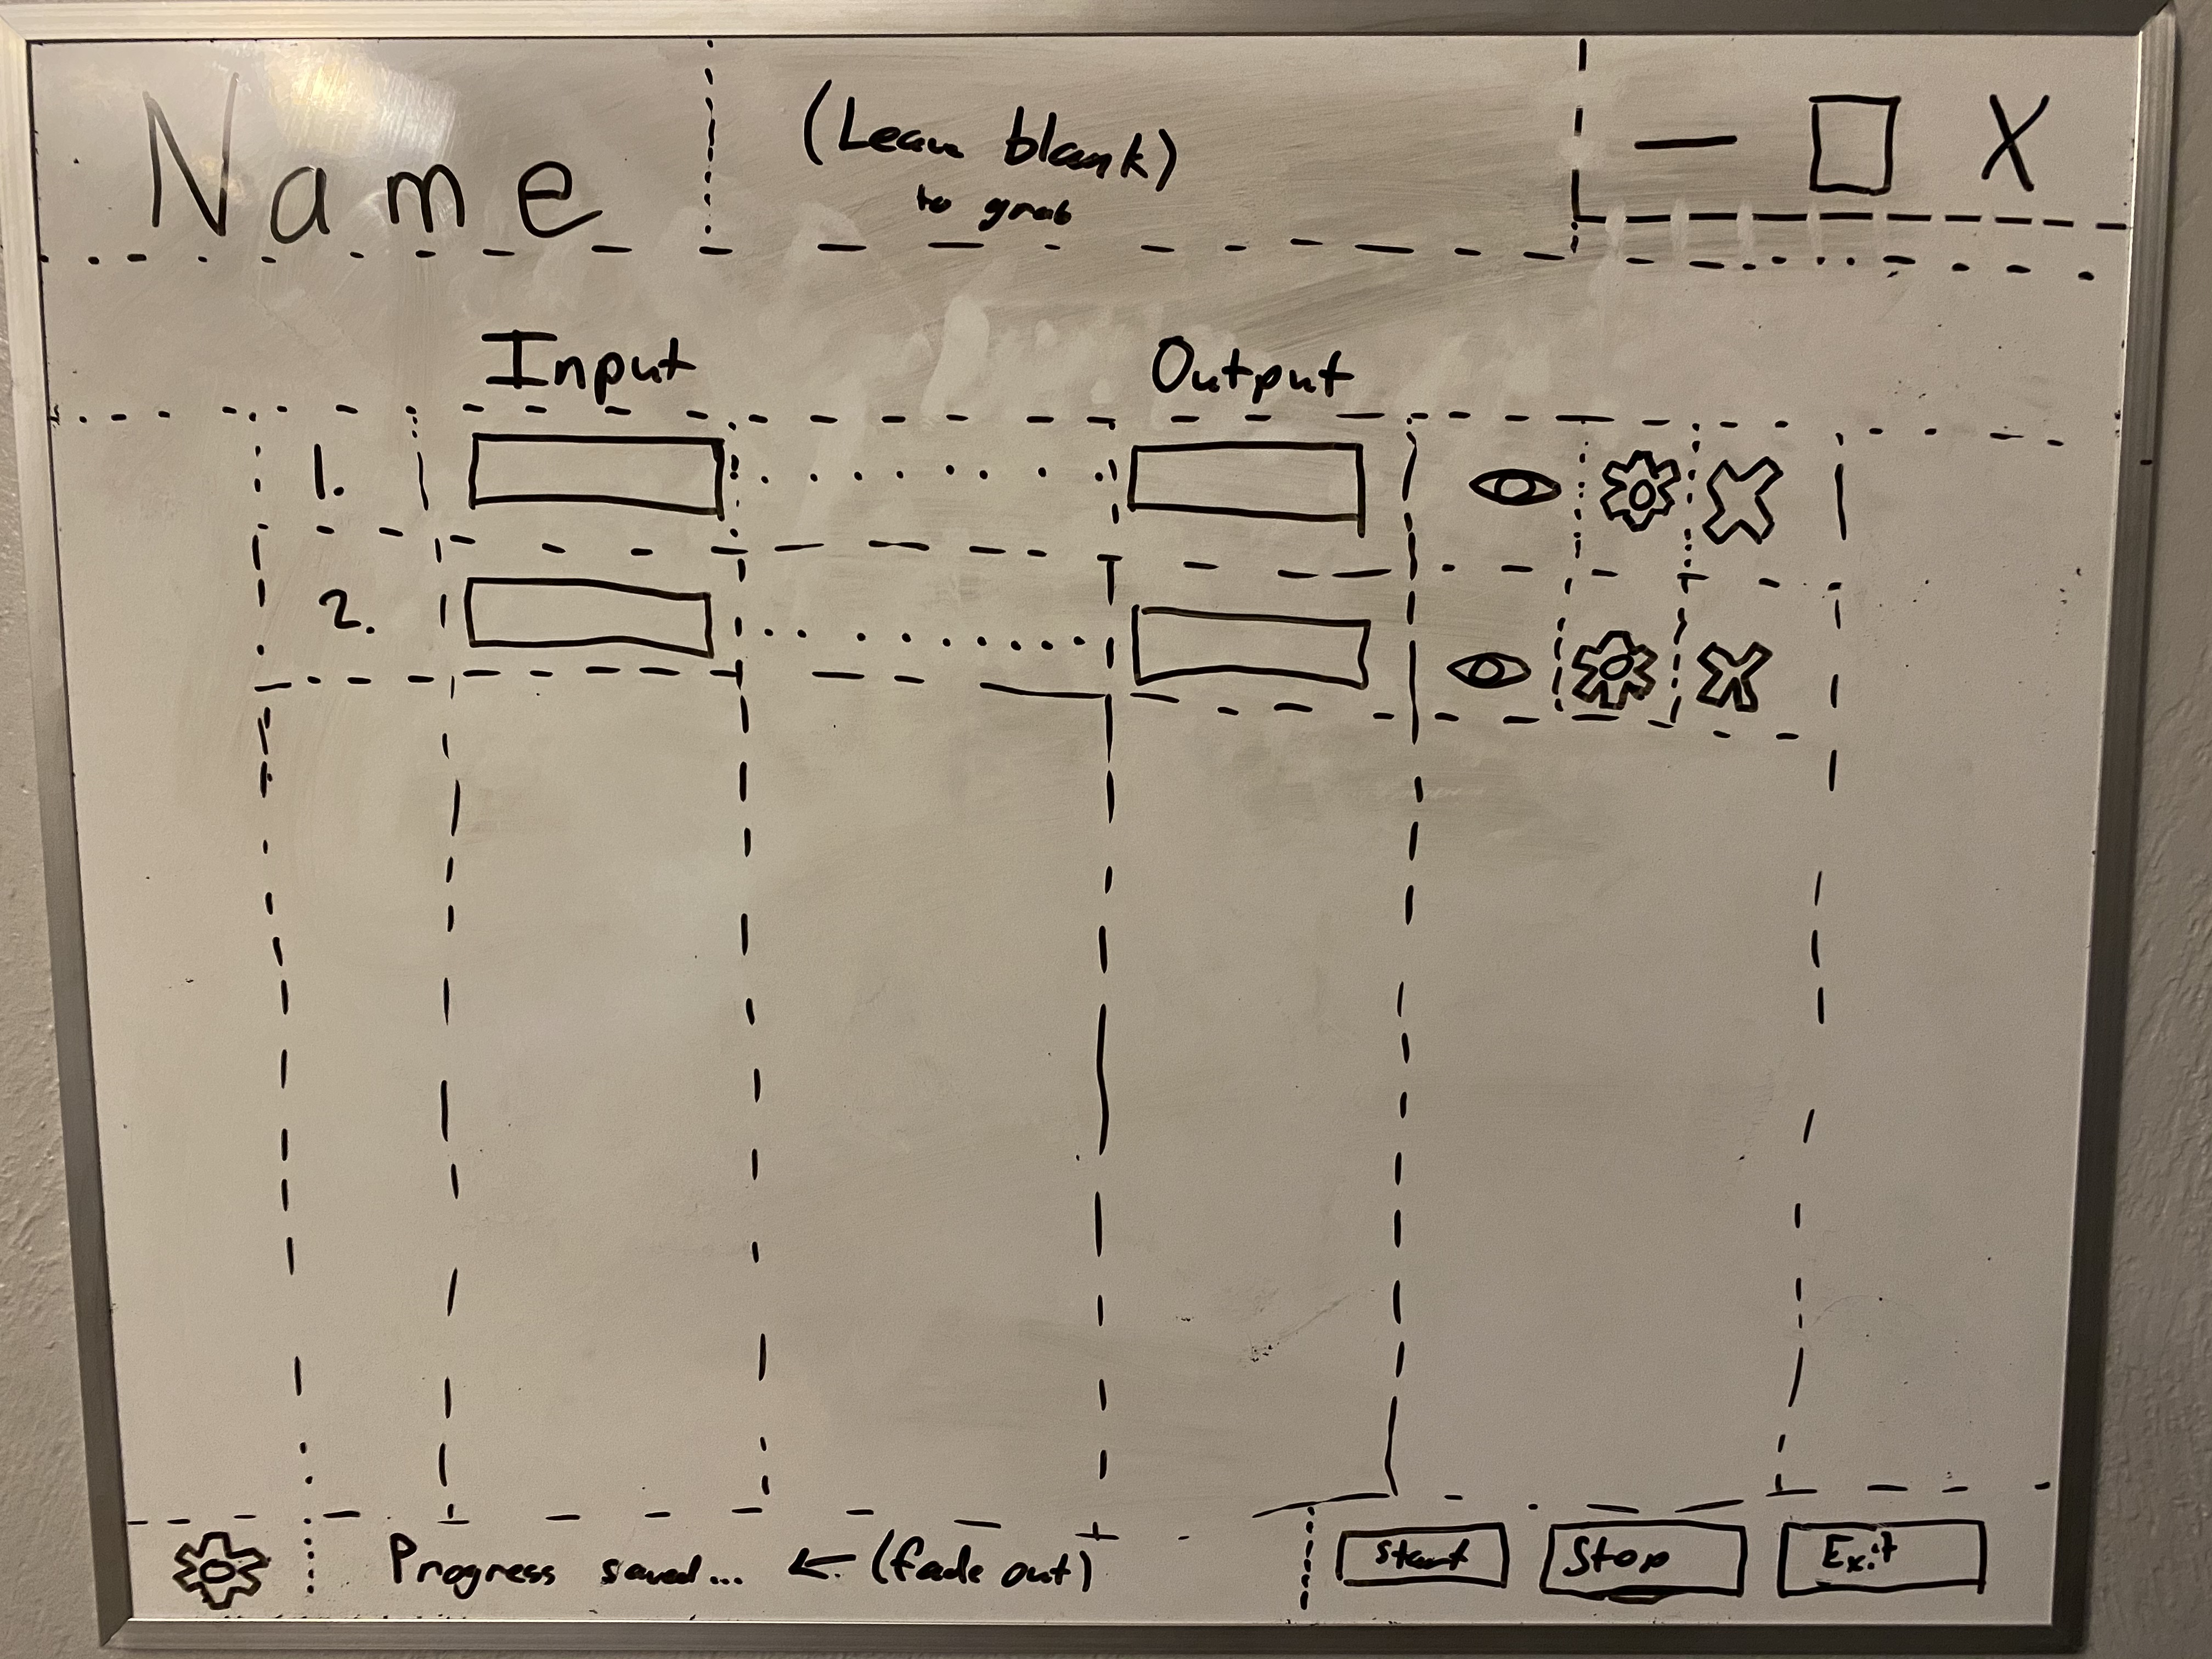 Name
(Leave blank)
to grab
X
Input
Output
1.
2.
Progress saved... ← (fade out)
Start
Stop
Exit